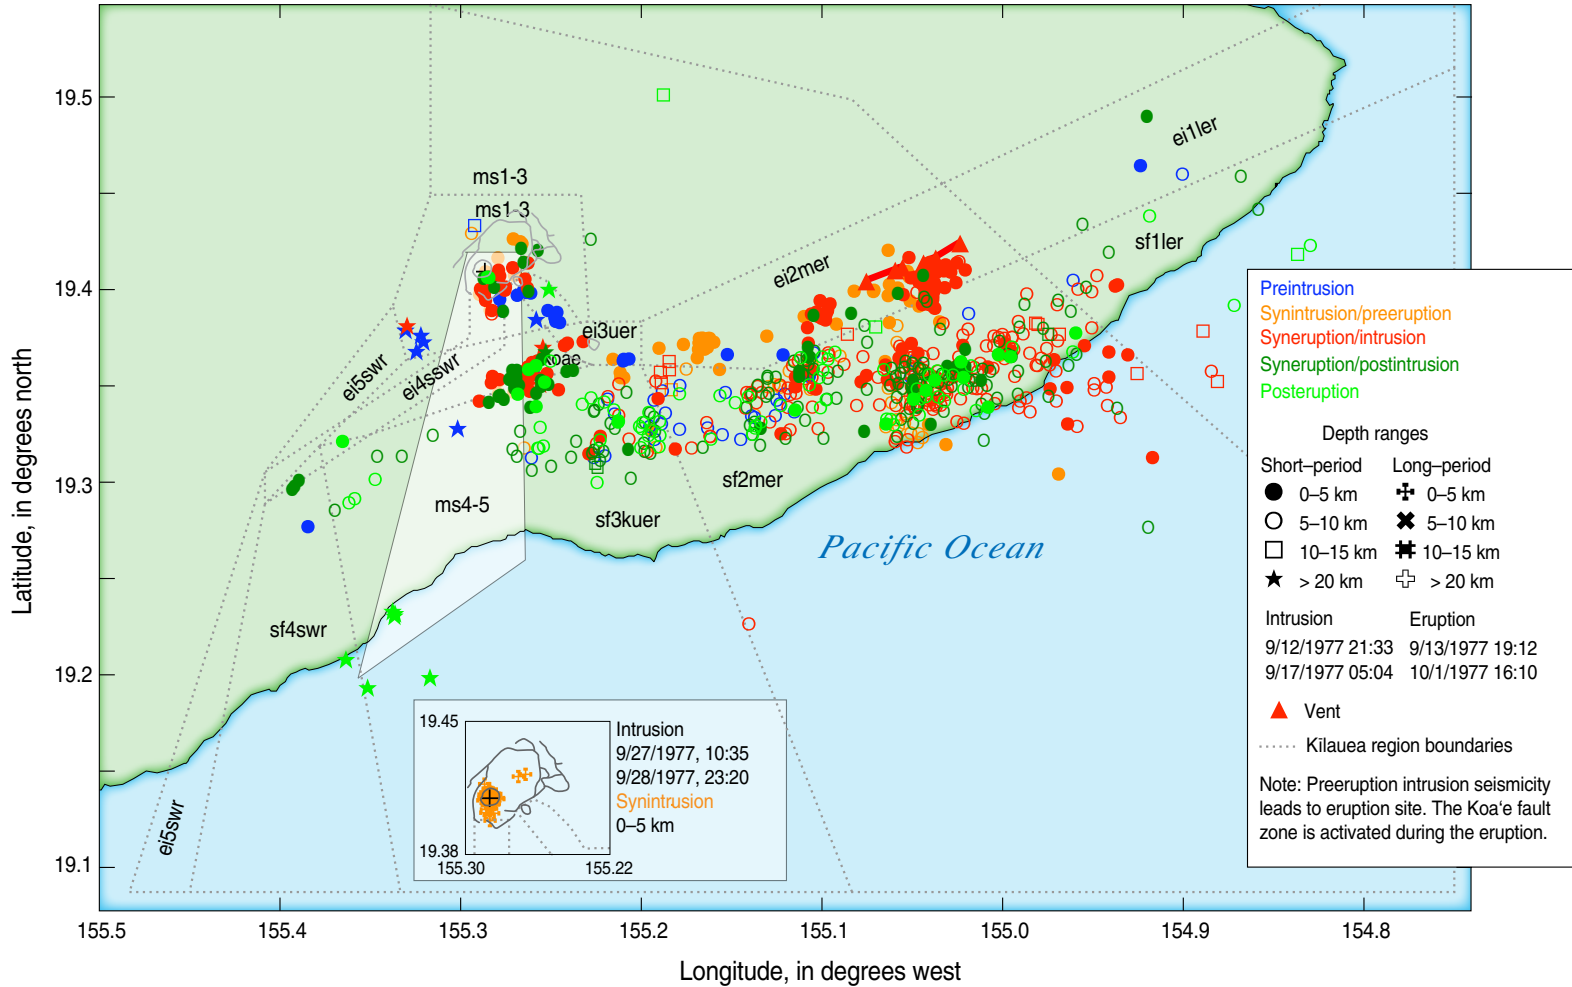 19.5
19.4
19.3
19.2
19.1
Latitude, in degrees north
155.5
155.4
155.3
155.2
155.1
155.0
154.9
154.8
Longitude, in degrees west
ms1-3
ms1-3
ei1ler
sf1ler
ei2mer
ei3uer
koae
ei5swr
ei4sswr
sf2mer
ms4-5
sf3kuer
sf4swr
ei5swr
Pacific Ocean
19.45
19.38
155.30
155.22
Intrusion
9/27/1977, 10:35
9/28/1977, 23:20
Synintrusion
0–5 km
Preintrusion
Synintrusion/preeruption
Syneruption/intrusion
Syneruption/postintrusion
Posteruption
Depth ranges
Short–period Long–period
0–5 km 0–5 km
5–10 km 5–10 km
10–15 km 10–15 km
> 20 km > 20 km
Intrusion Eruption
9/12/1977 21:33 9/13/1977 19:12
9/17/1977 05:04 10/1/1977 16:10
Vent
Kīlauea region boundaries
Note: Preeruption intrusion seismicity
leads to eruption site. The Koa‘e fault
zone is activated during the eruption.